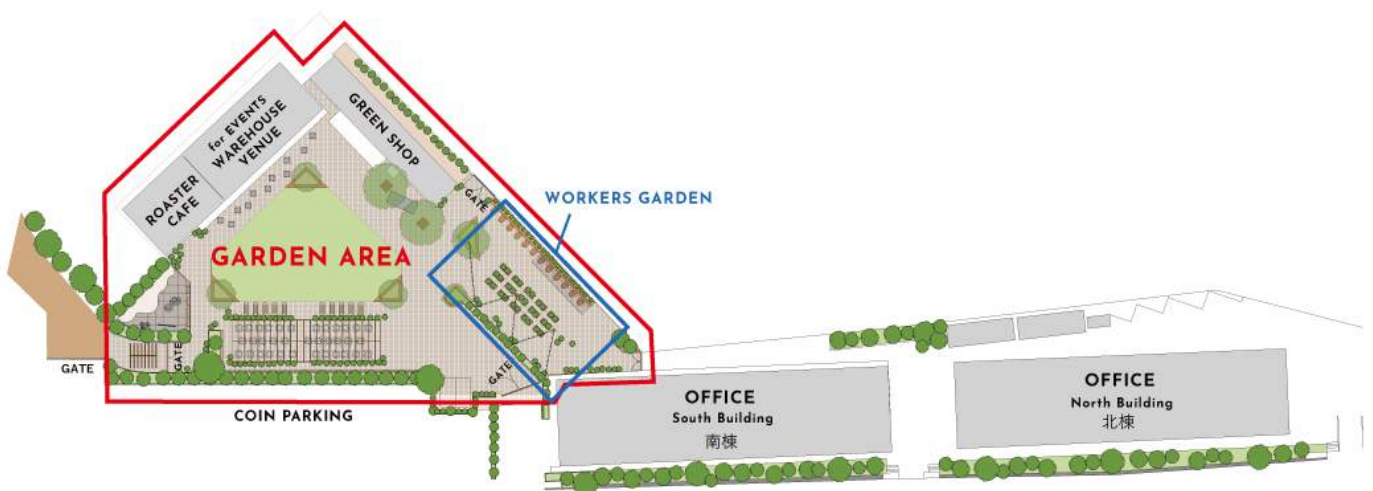 for EVENTS
WAREHOUSE
VENUE
GREEN SHOP
ROASTER
CAFE
GATE
WORKERS GARDEN
GARDEN AREA
GATE
GATE
GATE
COIN PARKING
OFFICE
South Building
南棟
OFFICE
North Building
北棟